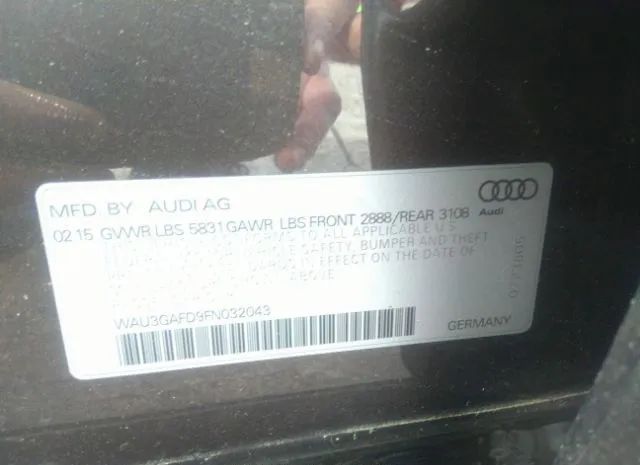 MFD. BY AUDI AG
02 15 GVWR LBS 5831 GAWR LBS FRONT 2888/REAR 3108
Audi
TO ALL APPLICABLE U.S.
SAFETY, BUMPER AND THEFT
IN EFFECT ON THE DATE OF
ABOVE
WAU3GAFD9FN032043
GERMANY